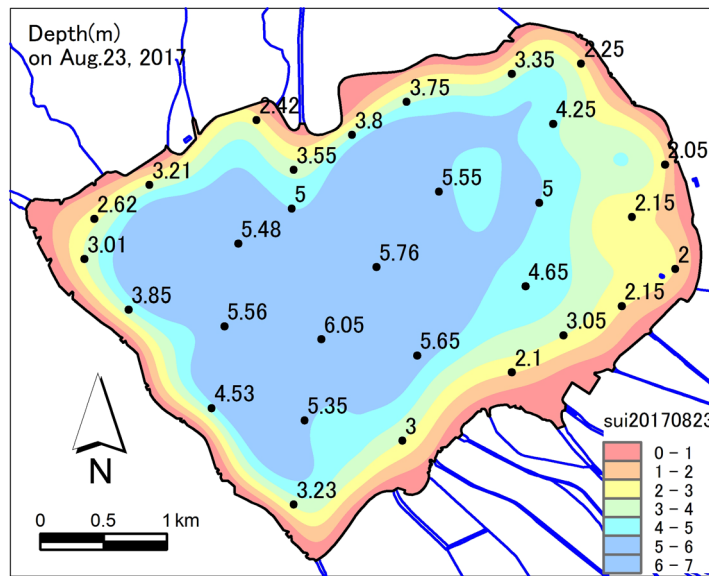 Depth(m)
on Aug.23, 2017
2.25
3.35
3.75
2.42
4.25
3.8
2.05
3.55
3.21
5.55
5
5
2.15
2.62
5.48
5.76
3.01
2
4.65
2.15
3.85
5.56
6.05
3.05
5.65
2.1
4.53
5.35
3
3.23
N
0 0.5 1 km
sui20170823
0 - 1
1 - 2
2 - 3
3 - 4
4 - 5
5 - 6
6 - 7